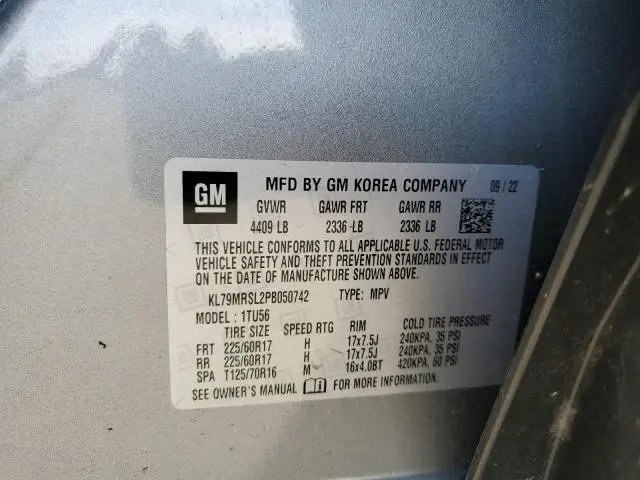 GM MFD BY GM KOREA COMPANY 09 / 22
GVWR GAWR FRT GAWR RR
4409 LB 2336 LB 2336 LB
THIS VEHICLE CONFORMS TO ALL APPLICABLE U.S. FEDERAL MOTOR
VEHICLE SAFETY AND THEFT PREVENTION STANDARDS IN EFFECT
ON THE DATE OF MANUFACTURE SHOWN ABOVE.
KL79MRSL2PB050742 TYPE: MPV
MODEL : 1TU56
TIRE SIZE SPEED RTG RIM COLD TIRE PRESSURE
FRT 225/60R17 H 17x7.5J 240KPA, 35 PSI
RR 225/60R17 H 17x7.5J 240KPA, 35 PSI
SPA T125/70R16 M 16x4.0BT 420KPA, 60 PSI
SEE OWNER'S MANUAL FOR MORE INFORMATION.